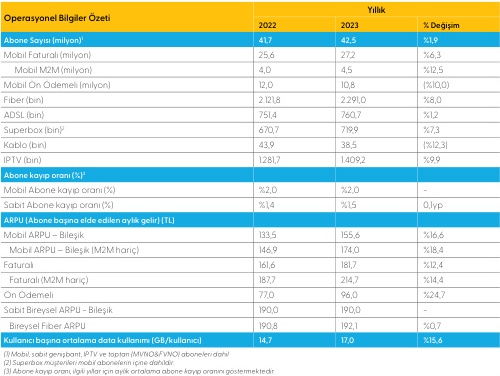 Operasyonel Bilgiler Özeti Yıllık
2022 2023 % Değişim
Abone Sayısı (milyon)¹ 41,7 42,5 %1,9
Mobil Faturalı (milyon) 25,6 27,2 %6,3
Mobil M2M (milyon) 4,0 4,5 %12,5
Mobil Ön Ödemeli (milyon) 12,0 10,8 (%10,0)
Fiber (bin) 2.121,8 2.291,0 %8,0
ADSL (bin) 751,4 760,7 %1,2
Superbox (bin)² 670,7 719,9 %7,3
Kablo (bin) 43,9 38,5 (%12,3)
IPTV (bin) 1.281,7 1.409,2 %9,9
Abone kayıp oranı (%)³
Mobil Abone kayıp oranı (%) %2,0 %2,0 -
Sabit Abone kayıp oranı (%) %1,4 %1,5 0,1yp
ARPU (Abone başına elde edilen aylık gelir) (TL)
Mobil ARPU – Bileşik 133,5 155,6 %16,6
Mobil ARPU – Bileşik (M2M hariç) 146,9 174,0 %18,4
Faturalı 161,6 181,7 %12,4
Faturalı (M2M hariç) 187,7 214,7 %14,4
Ön Ödemeli 77,0 96,0 %24,7
Sabit Bireysel ARPU - Bileşik 190,0 190,0 -
Bireysel Fiber ARPU 190,8 192,1 %0,7
Kullanıcı başına ortalama data kullanımı (GB/kullanıcı) 14,7 17,0 %15,6
(1) Mobil, sabit genişbant, IPTV ve toptan (MVNO&FVNO) aboneleri dahil
(2) Superbox müşterileri mobil abonelerin içine dahildir.
(3) Abone kayıp oranı, ilgili yıllar için aylık ortalama abone kayıp oranını göstermektedir.